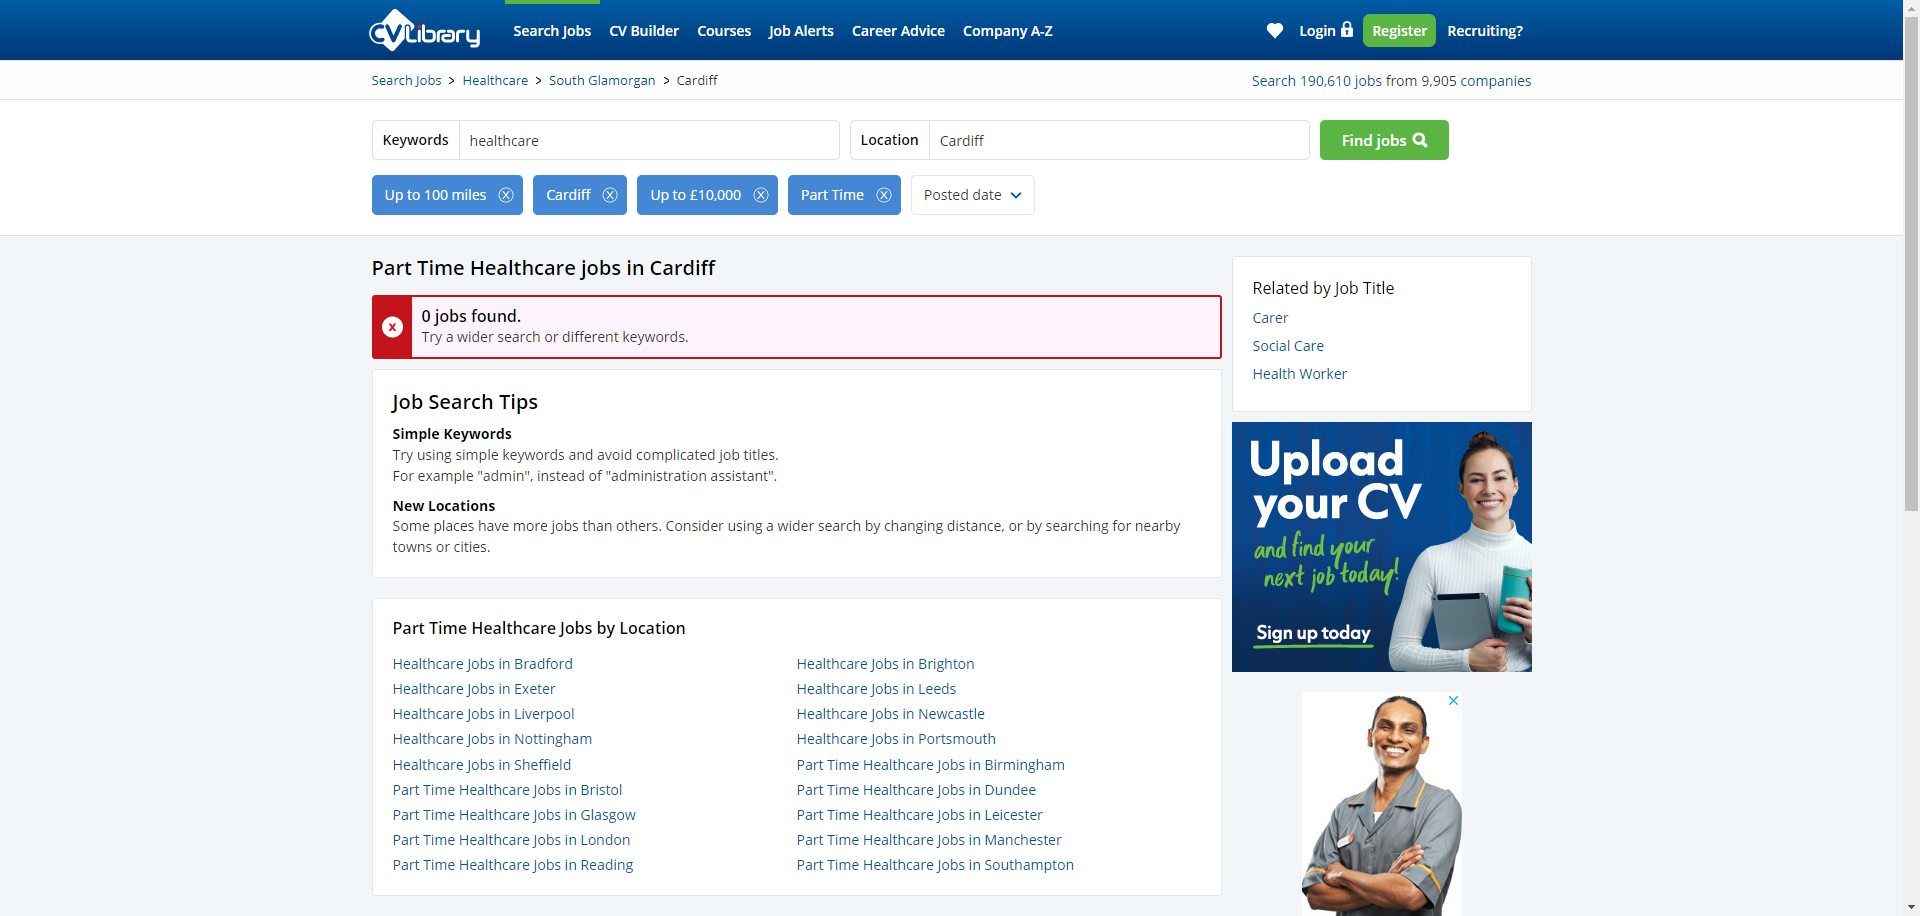 CVLibrary
Search Jobs
CV Builder
Courses
Job Alerts
Career Advice
Company A-Z
Login
Register
Recruiting?
Search Jobs > Healthcare > South Glamorgan > Cardiff
Search 190,610 jobs from 9,905 companies
Keywords
healthcare
Location
Cardiff
Find jobs
Up to 100 miles
Cardiff
Up to £10,000
Part Time
Posted date
Part Time Healthcare jobs in Cardiff
0 jobs found.
Try a wider search or different keywords.
Job Search Tips
Simple Keywords
Try using simple keywords and avoid complicated job titles.
For example "admin", instead of "administration assistant".
New Locations
Some places have more jobs than others. Consider using a wider search by changing distance, or by searching for nearby
towns or cities.
Part Time Healthcare Jobs by Location
Healthcare Jobs in Bradford
Healthcare Jobs in Brighton
Healthcare Jobs in Exeter
Healthcare Jobs in Leeds
Healthcare Jobs in Liverpool
Healthcare Jobs in Newcastle
Healthcare Jobs in Nottingham
Healthcare Jobs in Portsmouth
Healthcare Jobs in Sheffield
Part Time Healthcare Jobs in Birmingham
Part Time Healthcare Jobs in Bristol
Part Time Healthcare Jobs in Dundee
Part Time Healthcare Jobs in Glasgow
Part Time Healthcare Jobs in Leicester
Part Time Healthcare Jobs in London
Part Time Healthcare Jobs in Manchester
Part Time Healthcare Jobs in Reading
Part Time Healthcare Jobs in Southampton
Related by Job Title
Carer
Social Care
Health Worker
Upload
your CV
and find your
next job today!
Sign up today